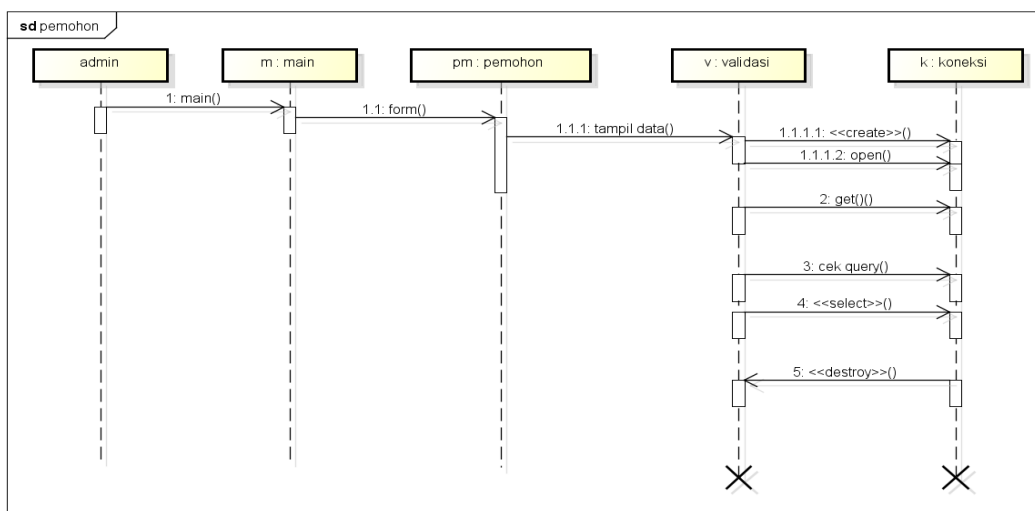 sd pemohon
admin
m : main
pm : pemohon
v : validasi
k : koneksi
1: main()
1.1: form()
1.1.1: tampil data()
1.1.1.1: <<create>>()
1.1.1.2: open()
2: get()()
3: cek query()
4: <<select>>()
5: <<destroy>>()